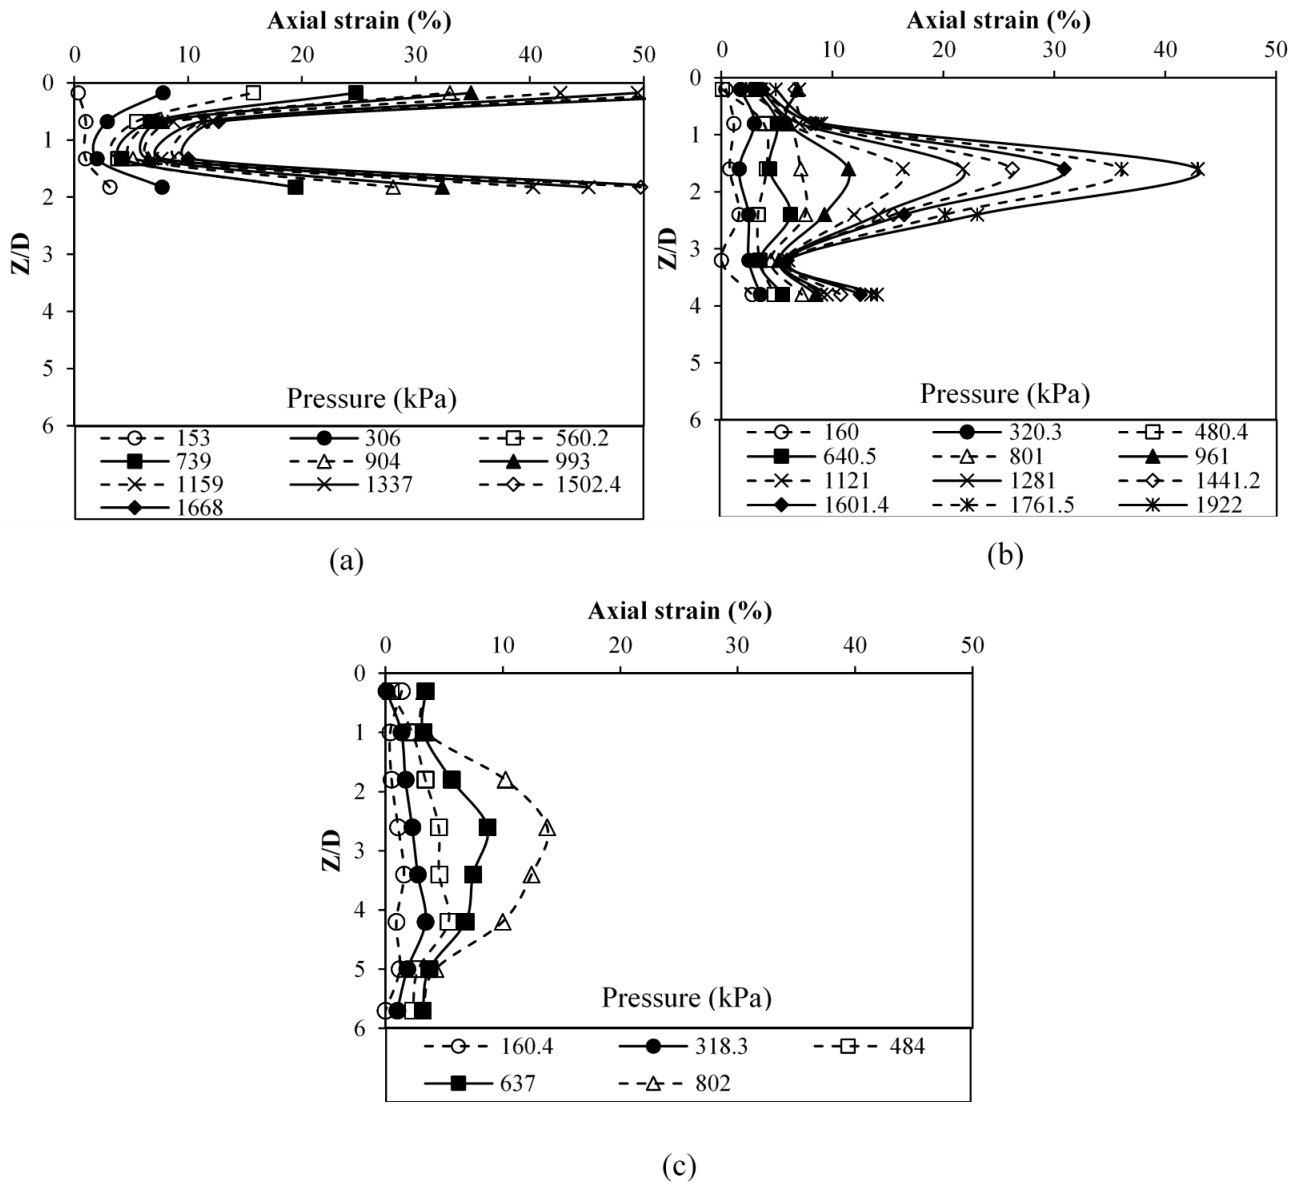 Axial strain (%)
0 10 20 30 40 50
0
1
2
3
4
5
6
Z/D
Pressure (kPa)
153 306 560.2
739 904 993
1159 1337 1502.4
1668
(a)
Axial strain (%)
0 10 20 30 40 50
0
1
2
3
4
5
6
Z/D
Pressure (kPa)
160 320.3 480.4
640.5 801 961
1121 1281 1441.2
1601.4 1761.5 1922
(b)
Axial strain (%)
0 10 20 30 40 50
0
1
2
3
4
5
6
Z/D
Pressure (kPa)
160.4 318.3 484
637 802
(c)